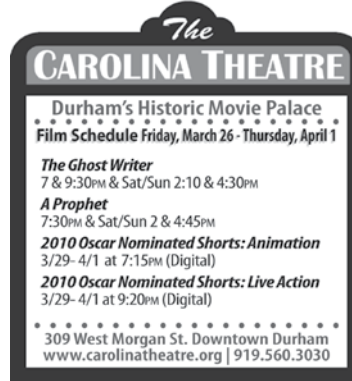 The
CAROLINA THEATRE
Durham's Historic Movie Palace
Film Schedule Friday, March 26 - Thursday, April 1
The Ghost Writer
7 & 9:30PM & Sat/Sun 2:10 & 4:30PM
A Prophet
7:30PM & Sat/Sun 2 & 4:45PM
2010 Oscar Nominated Shorts: Animation
3/29- 4/1 at 7:15PM (Digital)
2010 Oscar Nominated Shorts: Live Action
3/29- 4/1 at 9:20PM (Digital)
309 West Morgan St. Downtown Durham
www.carolinatheatre.org | 919.560.3030